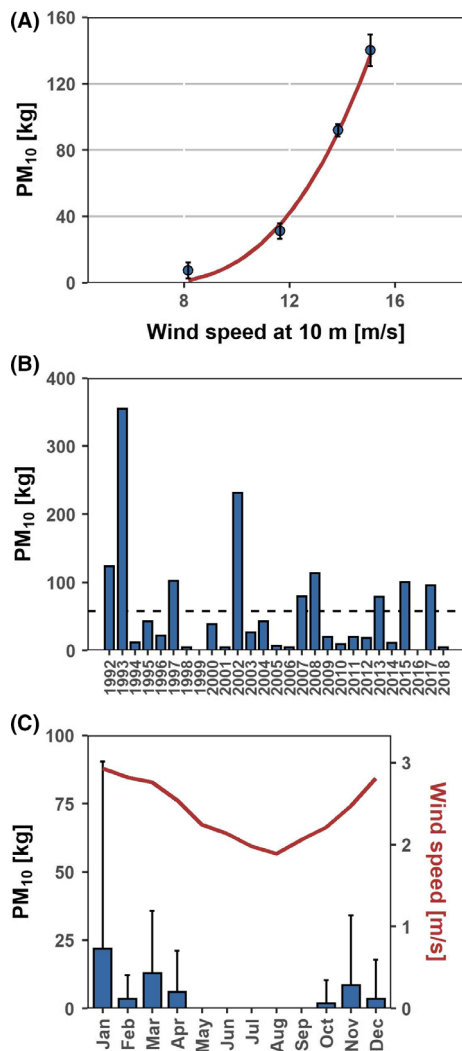 (A)
160
120
80
40
0
PM₁₀ [kg]
8 12 16
Wind speed at 10 m [m/s]
(B)
400
300
200
100
0
PM₁₀ [kg]
1992 1993 1994 1995 1996 1997 1998 1999 2000 2001 2002 2003 2004 2005 2006 2007 2008 2009 2010 2011 2012 2013 2014 2015 2016 2017 2018
(C)
100
75
50
25
0
PM₁₀ [kg]
3
2
1
0
Wind speed [m/s]
Jan Feb Mar Apr May Jun Jul Aug Sep Oct Nov Dec